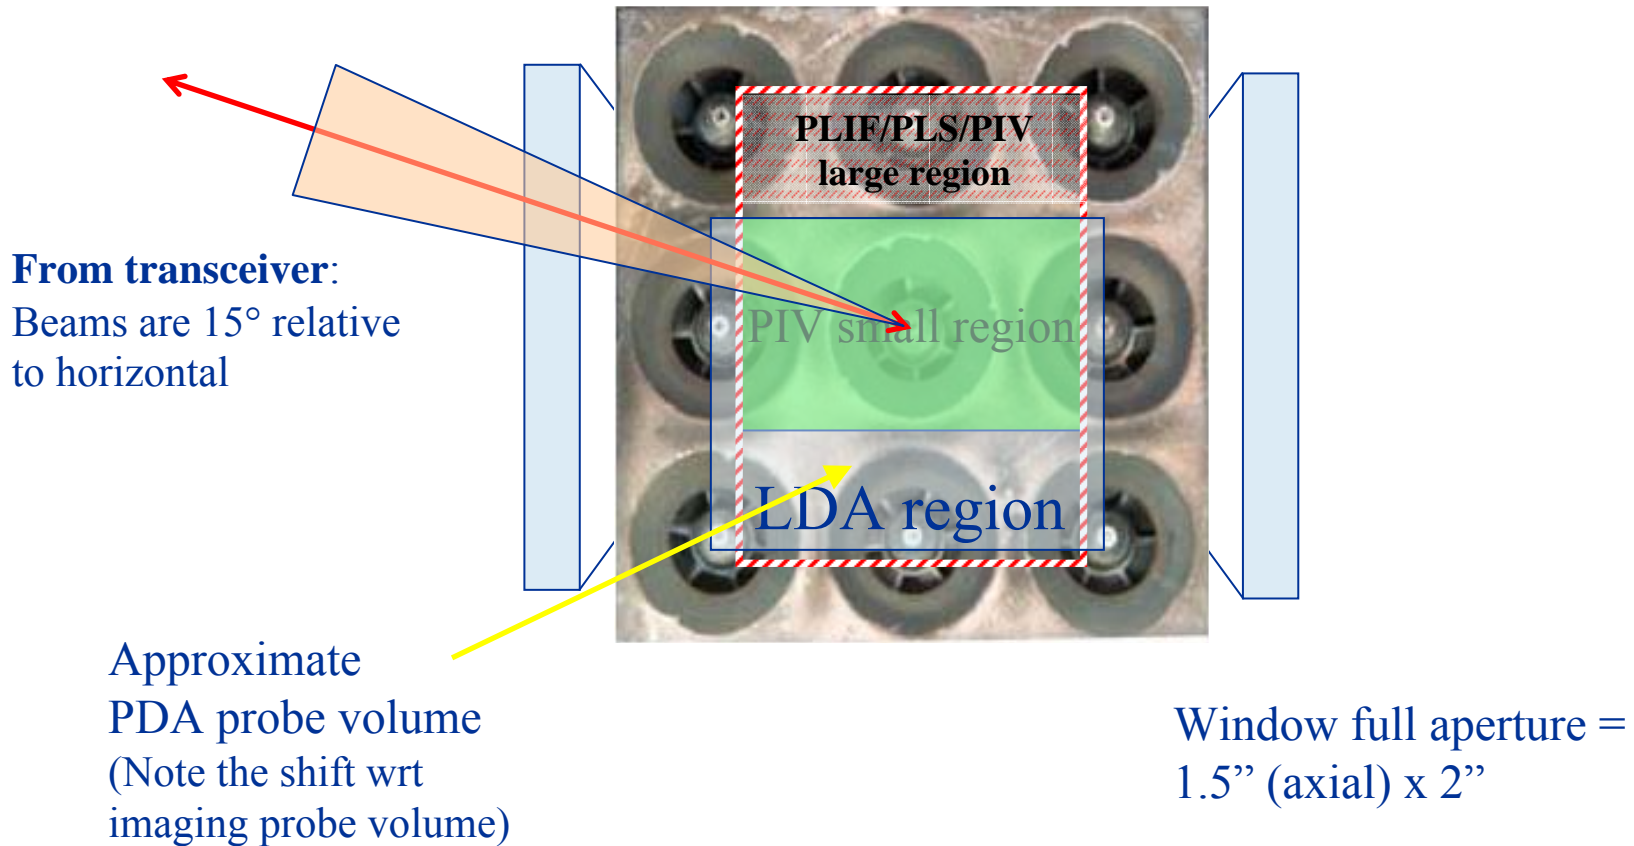 PLIF/PLS/PIV
large region
From transceiver:
Beams are 15° relative
to horizontal
PIV small region
LDA region
Approximate
PDA probe volume
(Note the shift wrt
imaging probe volume)
Window full aperture =
1.5” (axial) x 2”